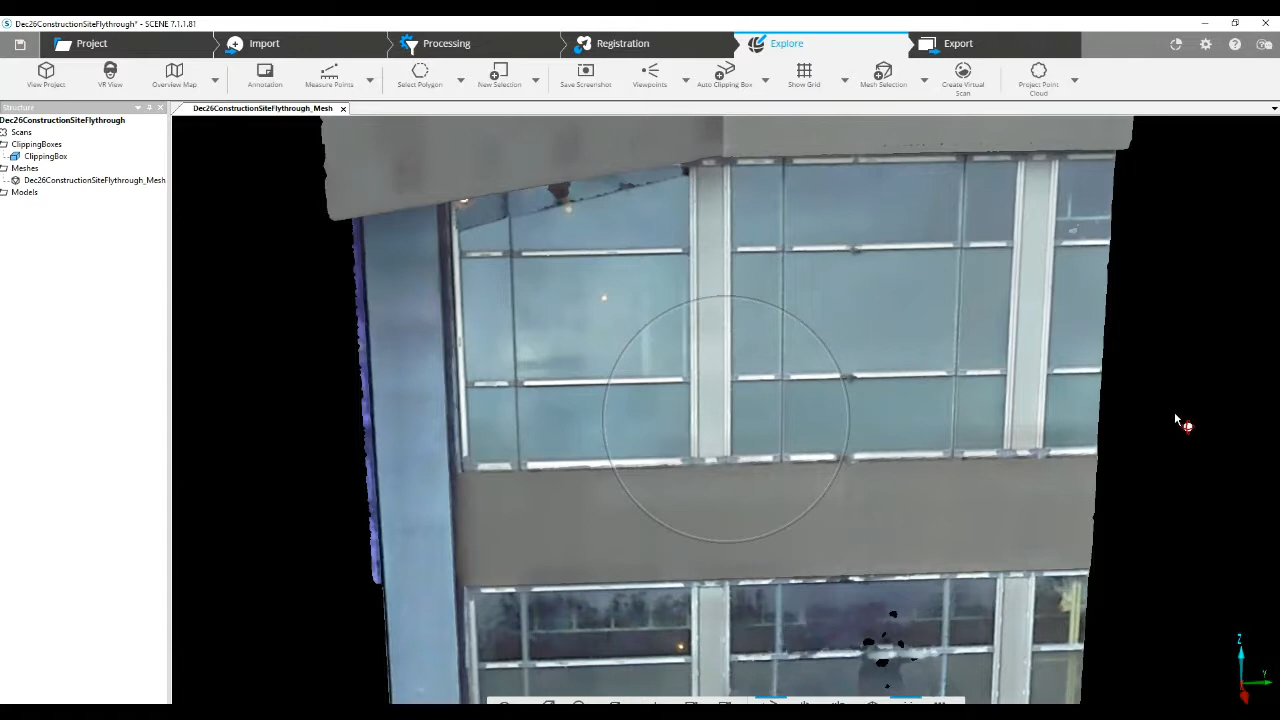 Dec26ConstructionSiteFlythrough* - SCENE 7.1.1.81
Project
Import
Processing
Registration
Explore
Export
View Project
VR View
Overview Map
Annotation
Measure Points
Select Polygon
New Selection
Save Screenshot
Viewpoints
Auto Clipping Box
Show Grid
Mesh Selection
Create Virtual Scan
Project Point Cloud
Structure
Dec26ConstructionSiteFlythrough_Mesh
Dec26ConstructionSiteFlythrough
Scans
ClippingBoxes
ClippingBox
Meshes
Dec26ConstructionSiteFlythrough_Mesh
Models
Z
Y